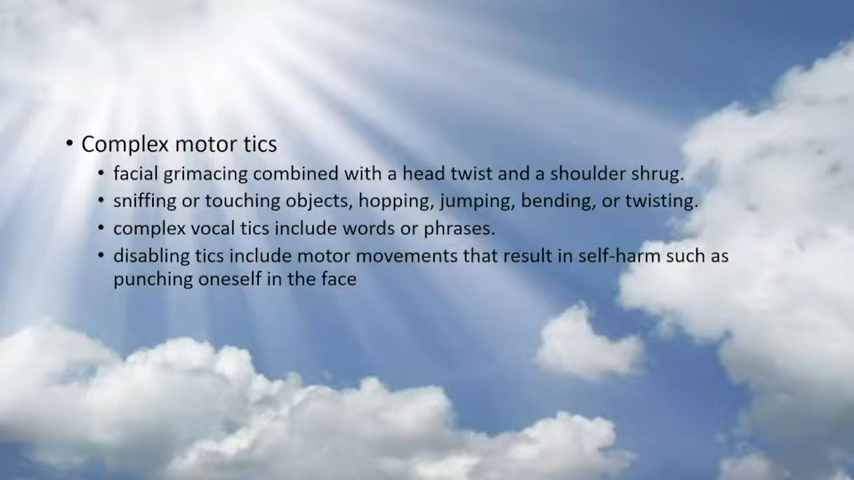 • Complex motor tics
• facial grimacing combined with a head twist and a shoulder shrug.
• sniffing or touching objects, hopping, jumping, bending, or twisting.
• complex vocal tics include words or phrases.
• disabling tics include motor movements that result in self-harm such as
punching oneself in the face